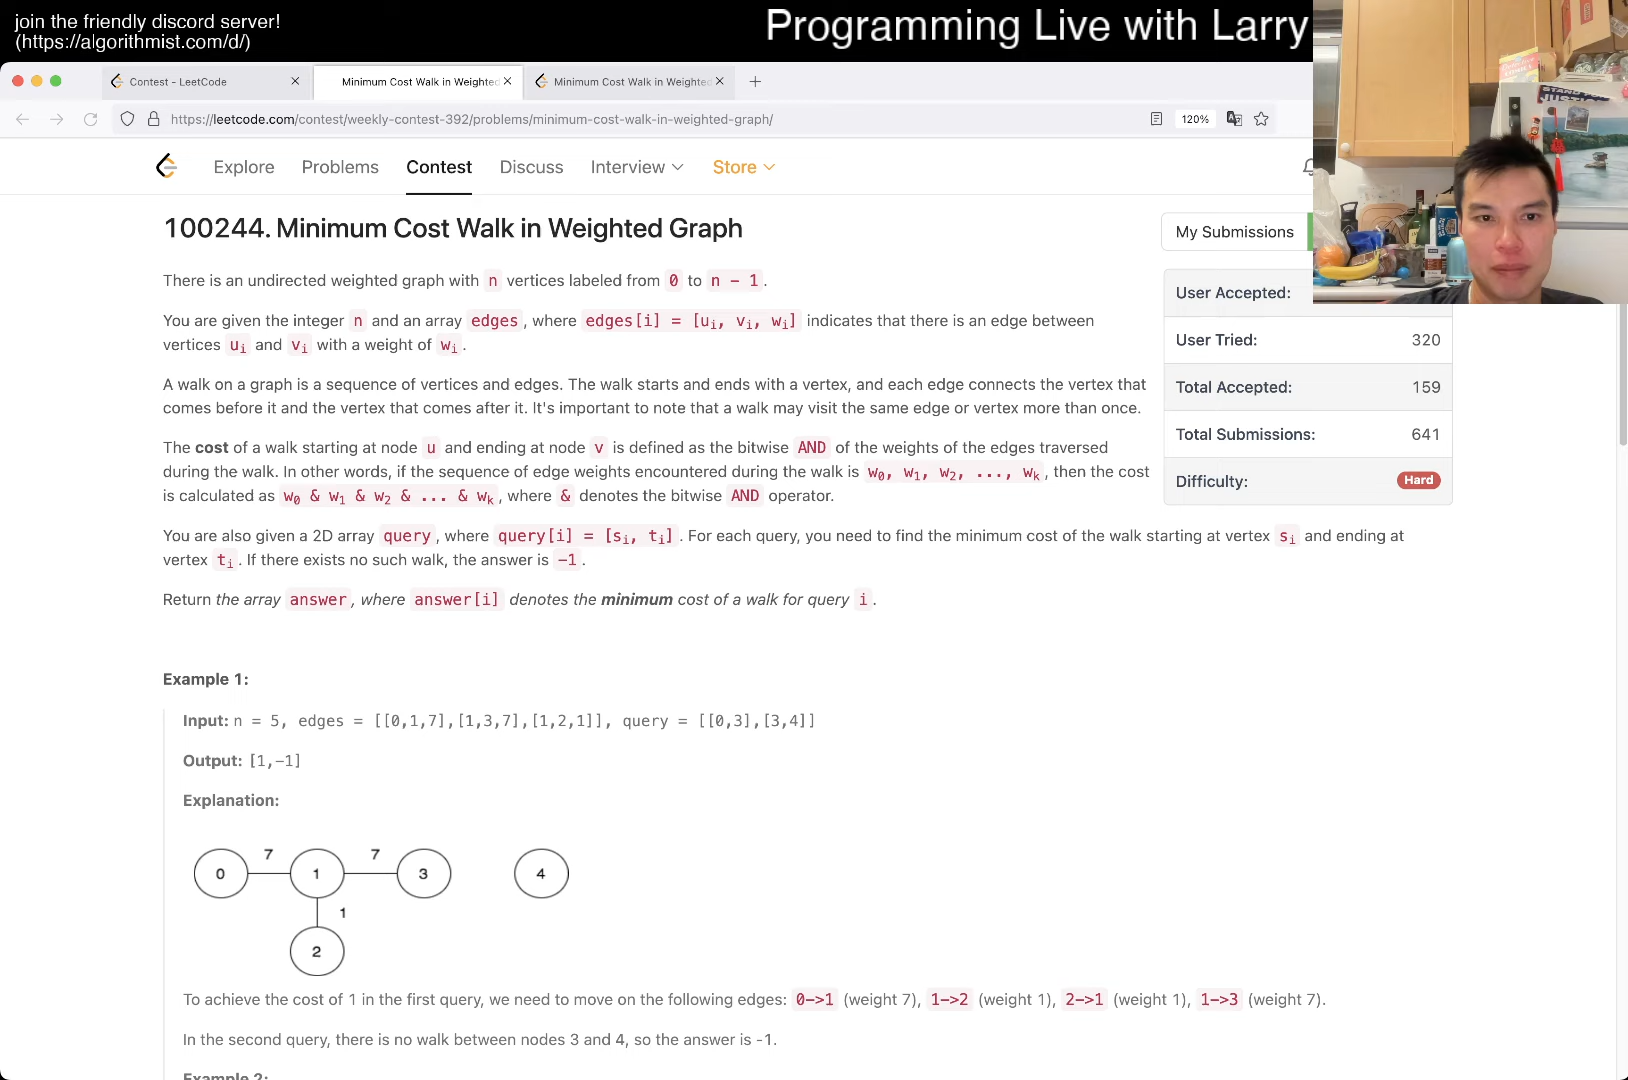 join the friendly discord server!
(https://algorithmist.com/d/)
Programming Live with Larry
Contest - LeetCode
Minimum Cost Walk in Weighted
Minimum Cost Walk in Weighted
https://leetcode.com/contest/weekly-contest-392/problems/minimum-cost-walk-in-weighted-graph/
120%
Explore Problems Contest Discuss Interview Store
100244. Minimum Cost Walk in Weighted Graph
My Submissions
There is an undirected weighted graph with n vertices labeled from 0 to n - 1.
You are given the integer n and an array edges, where edges[i] = [uᵢ, vᵢ, wᵢ] indicates that there is an edge between
vertices uᵢ and vᵢ with a weight of wᵢ.
A walk on a graph is a sequence of vertices and edges. The walk starts and ends with a vertex, and each edge connects the vertex that
comes before it and the vertex that comes after it. It's important to note that a walk may visit the same edge or vertex more than once.
The cost of a walk starting at node u and ending at node v is defined as the bitwise AND of the weights of the edges traversed
during the walk. In other words, if the sequence of edge weights encountered during the walk is w₀, w₁, w₂, ..., wₖ, then the cost
is calculated as w₀ & w₁ & w₂ & ... & wₖ, where & denotes the bitwise AND operator.
You are also given a 2D array query, where query[i] = [sᵢ, tᵢ]. For each query, you need to find the minimum cost of the walk starting at vertex sᵢ and ending at
vertex tᵢ. If there exists no such walk, the answer is -1.
Return the array answer, where answer[i] denotes the minimum cost of a walk for query i.
User Accepted:
User Tried: 320
Total Accepted: 159
Total Submissions: 641
Difficulty: Hard
Example 1:
Input: n = 5, edges = [[0,1,7],[1,3,7],[1,2,1]], query = [[0,3],[3,4]]
Output: [1,-1]
Explanation:
7 7
0 1 3 4
1
2
To achieve the cost of 1 in the first query, we need to move on the following edges: 0->1 (weight 7), 1->2 (weight 1), 2->1 (weight 1), 1->3 (weight 7).
In the second query, there is no walk between nodes 3 and 4, so the answer is -1.
Example 2: